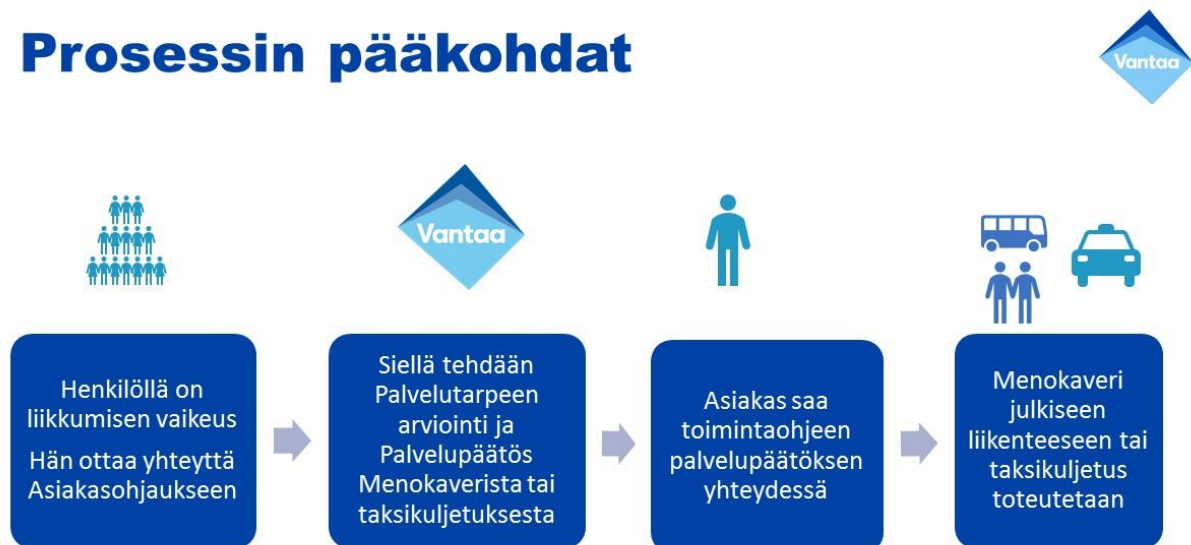 Prosessin pääkohdat
Vantaa
Vantaa
Henkilöllä on
liikkumisen vaikeus
Hän ottaa yhteyttä
Asiakasohjaukseen
Siellä tehdään
Palvelutarpeen
arviointi ja
Palvelupäätös
Menokaverista tai
taksikuljetuksesta
Asiakas saa
toimintaohjeen
palvelupäätöksen
yhteydessä
Menokaveri
julkiseen
liikenteeseen tai
taksikuljetus
toteutetaan